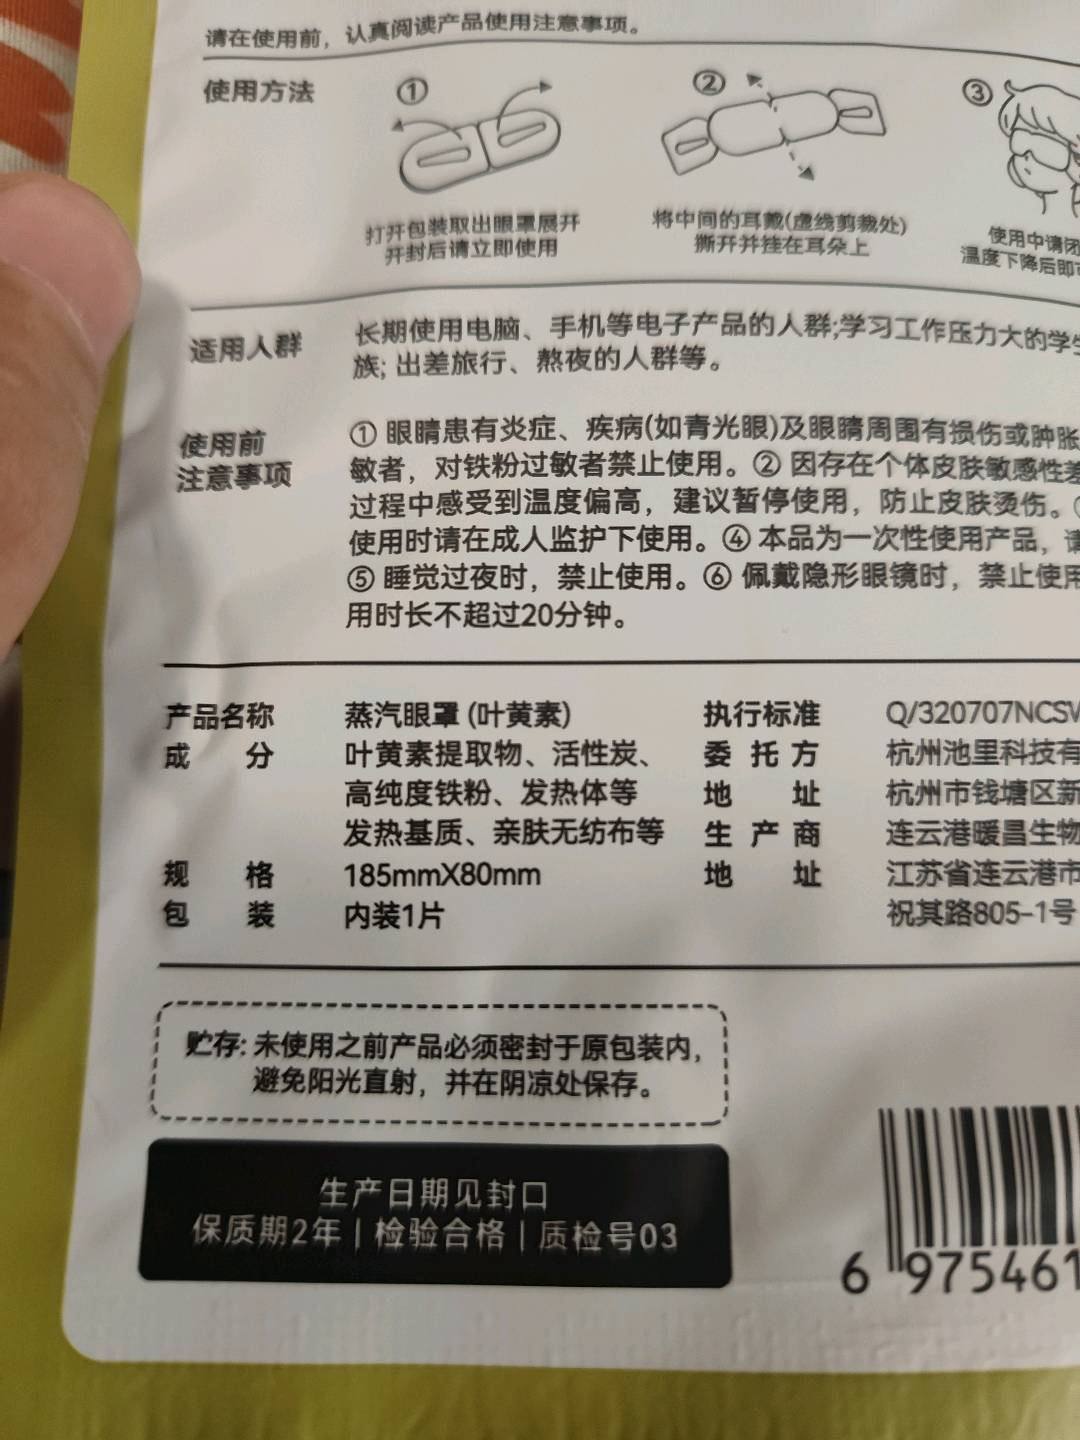 请在使用前，认真阅读产品使用注意事项。
使用方法
①
打开包装取出眼罩展开
开封后请立即使用
②
将中间的耳戴(虚线剪裁处)
撕开并挂在耳朵上
③
使用中请闭
温度下降后即可
适用人群
长期使用电脑、手机等电子产品的人群;学习工作压力大的学生
族; 出差旅行、熬夜的人群等。
使用前
注意事项
① 眼睛患有炎症、疾病(如青光眼)及眼睛周围有损伤或肿胀
敏者，对铁粉过敏者禁止使用。② 因存在个体皮肤敏感性差
过程中感受到温度偏高，建议暂停使用，防止皮肤烫伤。
使用时请在成人监护下使用。④ 本品为一次性使用产品，请
⑤ 睡觉过夜时，禁止使用。⑥ 佩戴隐形眼镜时，禁止使用
用时长不超过20分钟。
产品名称 蒸汽眼罩 (叶黄素) 执行标准 Q/320707NCSW
成 分 叶黄素提取物、活性炭、 委 托 方 杭州池里科技有
高纯度铁粉、发热体等 地 址 杭州市钱塘区新
发热基质、亲肤无纺布等 生 产 商 连云港暖昌生物
规 格 185mmX80mm 地 址 江苏省连云港市
包 装 内装1片 祝其路805-1号
贮存: 未使用之前产品必须密封于原包装内，
避免阳光直射，并在阴凉处保存。
生产日期见封口
保质期2年 | 检验合格 | 质检号03
6 975461